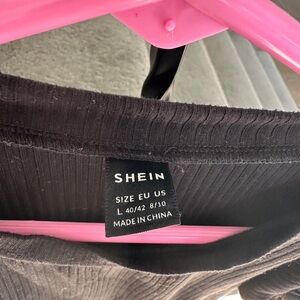 SHEIN
SIZE EU US
L 40/42 8/10
MADE IN CHINA